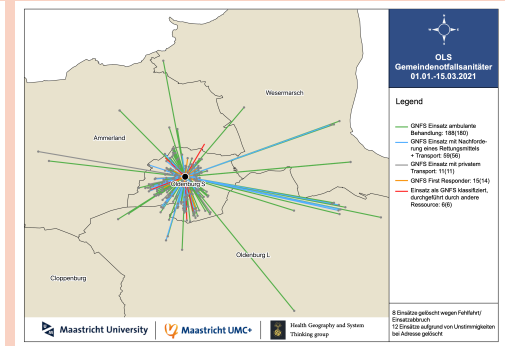 OLS
Gemeindenotfallsanitäter
01.01.-15.03.2021
Legend
GNFS Einsatz ambulante
Behandlung: 188(180)
GNFS Einsatz mit Nachforde-
rung eines Rettungsmittels
+ Tranort: 59(56)
GNFS Einsatz mit privatem
Transport: 11(11)
GNFS First Responder: 15(14)
Einsatz als GNFS klassifiziert,
durchgeführt durch andere
Ressource: 6(6)
Wesermarsch
Ammerland
Oldenburg S
Oldenburg L
Cloppenburg
8 Einsätze gelöscht wegen Fehlfahrt/
Einsatzabbruch
12 Einsätze aufgrund von Unstimmigkeiten
bei Adresse gelöscht
Maastricht University
Maastricht UMC+
Health Geography and System
Thinking group